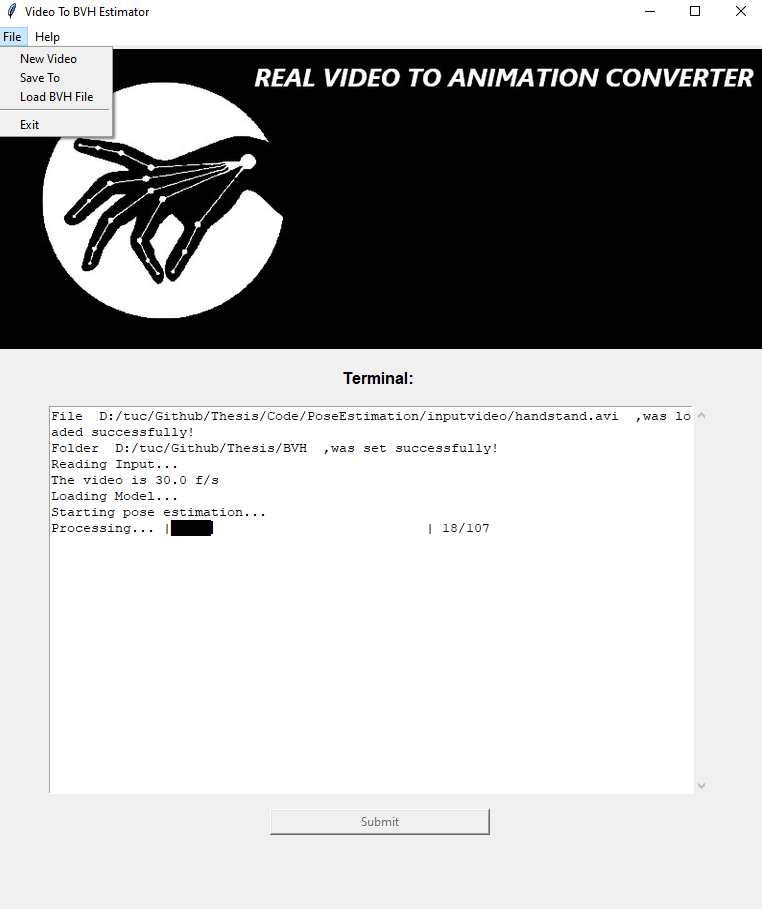 Video To BVH Estimator
File Help
New Video
Save To
Load BVH File
Exit
REAL VIDEO TO ANIMATION CONVERTER
Terminal:
File  D:/tuc/Github/Thesis/Code/PoseEstimation/inputvideo/handstand.avi  ,was lo
aded successfully!
Folder  D:/tuc/Github/Thesis/BVH  ,was set successfully!
Reading Input...
The video is 30.0 f/s
Loading Model...
Starting pose estimation...
Processing... |█████                           | 18/107
Submit